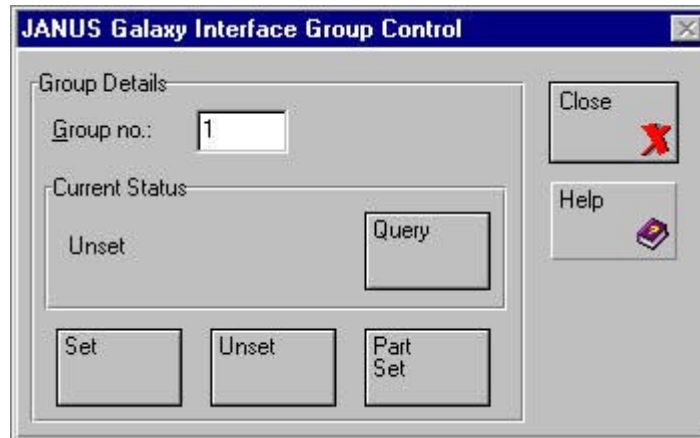 JANUS Galaxy Interface Group Control
Group Details
Group no.: 1
Current Status
Unset
Query
Set
Unset
Part
Set
Close
Help